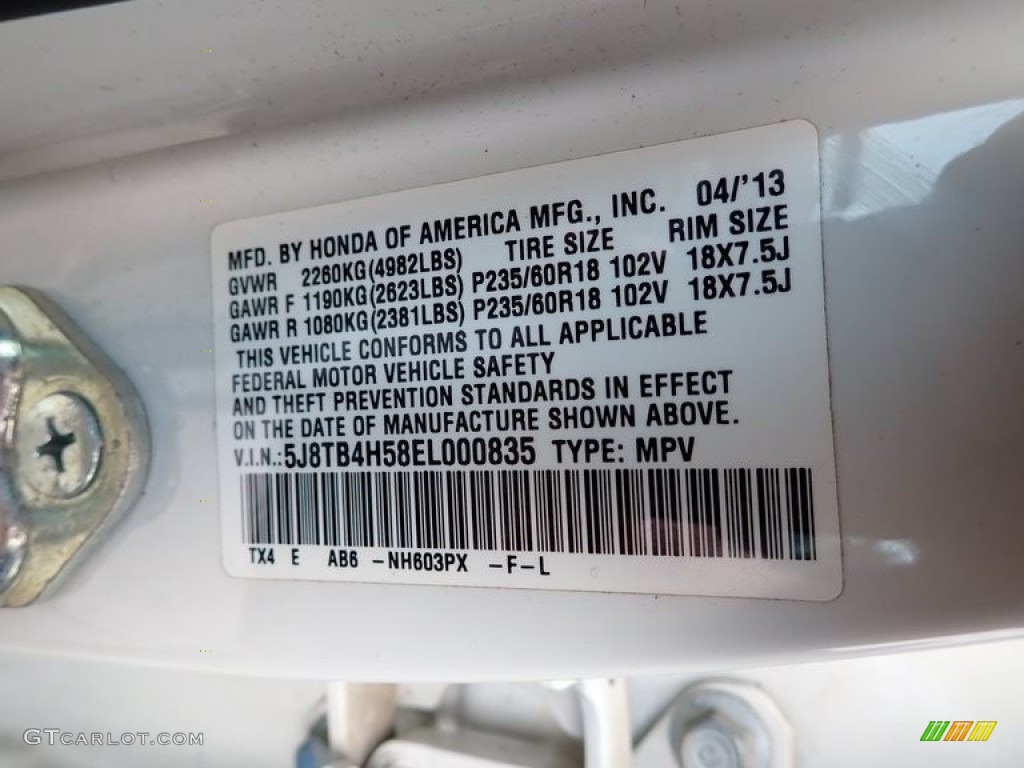 MFD. BY HONDA OF AMERICA MFG., INC. 04/'13
GVWR 2260KG(4982LBS) TIRE SIZE RIM SIZE
GAWR F 1190KG(2623LBS) P235/60R18 102V 18X7.5J
GAWR R 1080KG(2381LBS) P235/60R18 102V 18X7.5J
THIS VEHICLE CONFORMS TO ALL APPLICABLE
FEDERAL MOTOR VEHICLE SAFETY
AND THEFT PREVENTION STANDARDS IN EFFECT
ON THE DATE OF MANUFACTURE SHOWN ABOVE.
V.I.N.:5J8TB4H58EL000835 TYPE: MPV
TX4 E AB6 -NH603PX -F-L
GTCARLOT.COM